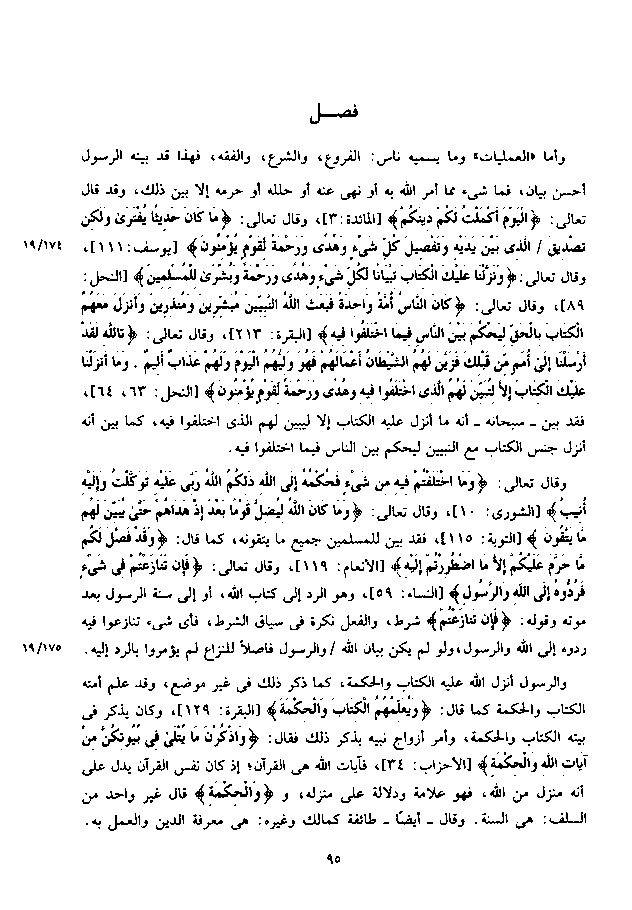 فصــل
وأما «العمليات» وما يسميه ناس: الفروع، والشرع، والفقه، فهذا قد بينه الرسول
أحسن بيان، فما شىء مما أمر الله به أو نهى عنه أو حلله أو حرمه إلا بين ذلك، وقد قال
تعالى: ﴿الْيَوْمَ أَكْمَلْتُ لَكُمْ دِينَكُمْ﴾ [المائدة:٣]، وقال تعالى: ﴿مَا كَانَ حَدِيثًا يُفْتَرَىٰ وَلَكِن
تَصْدِيقَ / الَّذِى بَيْنَ يَدَيْهِ وَتَفْصِيلَ كُلِّ شَىْءٍ وَهُدًى وَرَحْمَةً لِّقَوْمٍ يُؤْمِنُونَ﴾ [يوسف:١١١]، ١٩/١٧٤
وقال تعالى:﴿وَنَزَّلْنَا عَلَيْكَ الْكِتَابَ تِبْيَانًا لِّكُلِّ شَىْءٍ وَهُدًى وَرَحْمَةً وَبُشْرَىٰ لِلْمُسْلِمِينَ﴾ [النحل:
٨٩]، وقال تعالى: ﴿كَانَ النَّاسُ أُمَّةً وَاحِدَةً فَبَعَثَ اللَّهُ النَّبِيِّينَ مُبَشِّرِينَ وَمُنذِرِينَ وَأَنزَلَ مَعَهُمُ
الْكِتَابَ بِالْحَقِّ لِيَحْكُمَ بَيْنَ النَّاسِ فِيمَا اخْتَلَفُوا فِيهِ﴾ [البقرة: ٢١٣]، وقال تعالى: ﴿تَاللَّهِ لَقَدْ
أَرْسَلْنَا إِلَىٰ أُمَمٍ مِّن قَبْلِكَ فَزَيَّنَ لَهُمُ الشَّيْطَانُ أَعْمَالَهُمْ فَهُوَ وَلِيُّهُمُ الْيَوْمَ وَلَهُمْ عَذَابٌ أَلِيمٌ . وَمَا أَنزَلْنَا
عَلَيْكَ الْكِتَابَ إِلاَّ لِتُبَيِّنَ لَهُمُ الَّذِى اخْتَلَفُوا فِيهِ وَهُدًى وَرَحْمَةً لِّقَوْمٍ يُؤْمِنُونَ﴾ [النحل: ٦٣، ٦٤]،
فقد بين ـ سبحانه ـ أنه ما أنزل عليه الكتاب إلا ليبين لهم الذى اختلفوا فيه، كما بين أنه
أنزل جنس الكتاب مع النبيين ليحكم بين الناس فيما اختلفوا فيه.
وقال تعالى: ﴿وَمَا اخْتَلَفْتُمْ فِيهِ مِن شَىْءٍ فَحُكْمُهُ إِلَى اللَّهِ ذَلِكُمُ اللَّهُ رَبِّى عَلَيْهِ تَوَكَّلْتُ وَإِلَيْهِ
أُنِيبُ﴾ [الشورى: ١٠]، وقال تعالى: ﴿وَمَا كَانَ اللَّهُ لِيُضِلَّ قَوْمًا بَعْدَ إِذْ هَدَاهُمْ حَتَّىٰ يُبَيِّنَ لَهُم
مَّا يَتَّقُونَ﴾ [التوبة: ١١٥]، فقد بين للمسلمين جميع ما يتقونه، كما قال: ﴿وَقَدْ فَصَّلَ لَكُم
مَّا حَرَّمَ عَلَيْكُمْ إِلاَّ مَا اضْطُرِرْتُمْ إِلَيْهِ﴾ [الأنعام: ١١٩]، وقال تعالى: ﴿فَإِن تَنَازَعْتُمْ فِى شَىْءٍ
فَرُدُّوهُ إِلَى اللَّهِ وَالرَّسُولِ﴾ [النساء: ٥٩]، وهو الرد إلى كتاب الله، أو إلى سنة الرسول بعد
موته وقوله: ﴿فَإِن تَنَازَعْتُمْ﴾ شرط، والفعل نكرة فى سياق الشرط، فأى شىء تنازعوا فيه
ردوه إلى الله والرسول،ولو لم يكن بيان الله / والرسول فاصلاً للنزاع لم يؤمروا بالرد إليه. ١٩/١٧٥
والرسول أنزل الله عليه الكتاب والحكمة، كما ذكر ذلك فى غير موضع، وقد علم أمته
الكتاب والحكمة كما قال: ﴿وَيُعَلِّمُهُمُ الْكِتَابَ وَالْحِكْمَةَ﴾ [البقرة: ١٢٩]، وكان يذكر فى
بيته الكتاب والحكمة، وأمر أزواج نبيه بذكر ذلك فقال: ﴿وَاذْكُرْنَ مَا يُتْلَىٰ فِى بُيُوتِكُنَّ مِنْ
آيَاتِ اللَّهِ وَالْحِكْمَةِ﴾ [الأحزاب: ٣٤]، فآيات الله هى القرآن؛ إذ كان نفس القرآن يدل على
أنه منزل من الله، فهو علامة ودلالة على منزله، و ﴿وَالْحِكْمَةِ﴾ قال غير واحد من
السلف: هى السنة. وقال ـ أيضًا ـ طائفة كمالك وغيره: هى معرفة الدين والعمل به.
٩٥